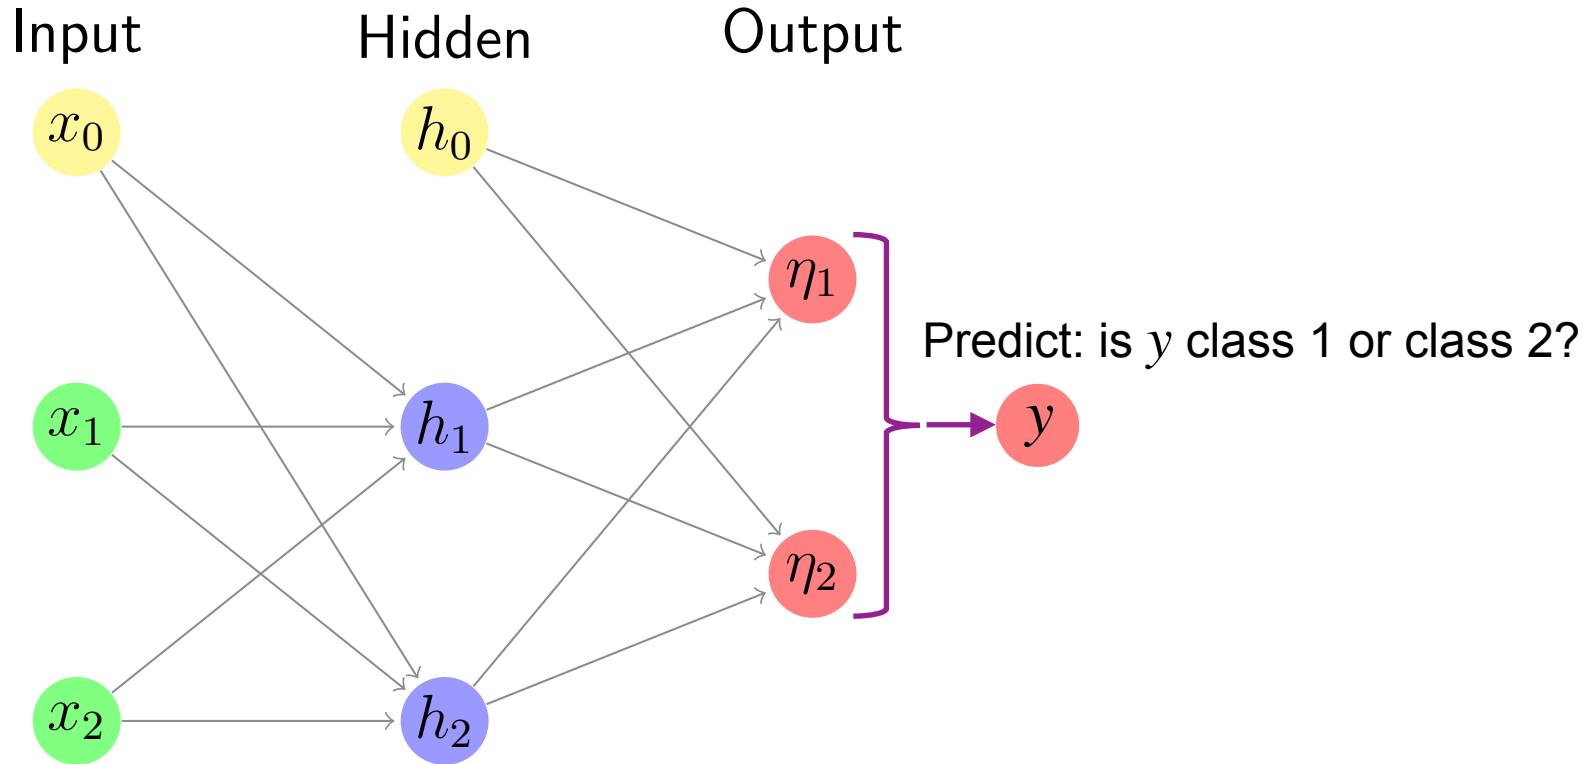 Input Hidden Output
x₀ h₀
η₁
Predict: is y class 1 or class 2?
x₁ h₁ y
η₂
x₂ h₂